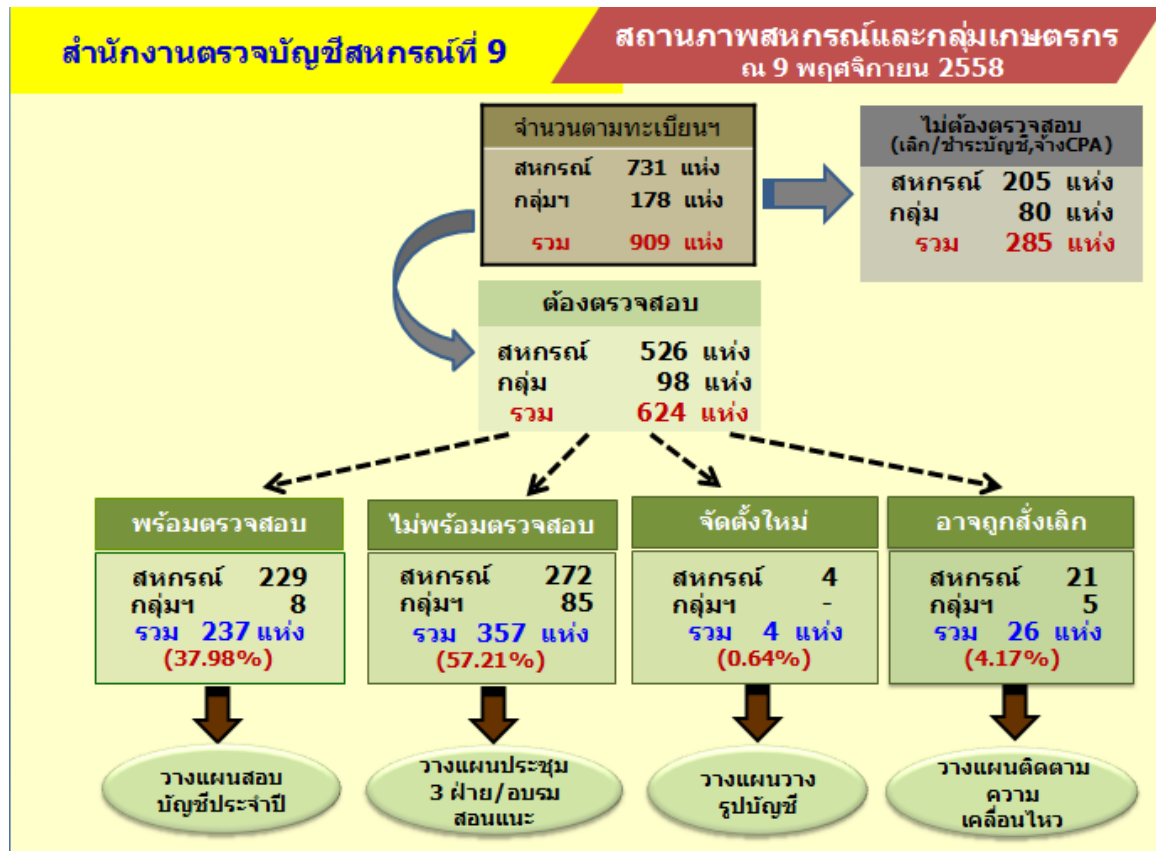 สำนักงานตรวจบัญชีสหกรณ์ที่ 9
สถานภาพสหกรณ์และกลุ่มเกษตรกร
ณ 9 พฤศจิกายน 2558
จำนวนตามทะเบียนฯ
สหกรณ์ 731 แห่ง
กลุ่มฯ 178 แห่ง
รวม 909 แห่ง
ไม่ต้องตรวจสอบ
(เลิก/ชำระบัญชี,จ้างCPA)
สหกรณ์ 205 แห่ง
กลุ่ม 80 แห่ง
รวม 285 แห่ง
ต้องตรวจสอบ
สหกรณ์ 526 แห่ง
กลุ่ม 98 แห่ง
รวม 624 แห่ง
พร้อมตรวจสอบ
สหกรณ์ 229
กลุ่มฯ 8
รวม 237 แห่ง
(37.98%)
วางแผนสอบ
บัญชีประจำปี
ไม่พร้อมตรวจสอบ
สหกรณ์ 272
กลุ่มฯ 85
รวม 357 แห่ง
(57.21%)
วางแผนประชุม
3 ฝ่าย/อบรม
สอนแนะ
จัดตั้งใหม่
สหกรณ์ 4
กลุ่มฯ -
รวม 4 แห่ง
(0.64%)
วางแผนวาง
รูปบัญชี
อาจถูกสั่งเลิก
สหกรณ์ 21
กลุ่มฯ 5
รวม 26 แห่ง
(4.17%)
วางแผนติดตาม
ความ
เคลื่อนไหว